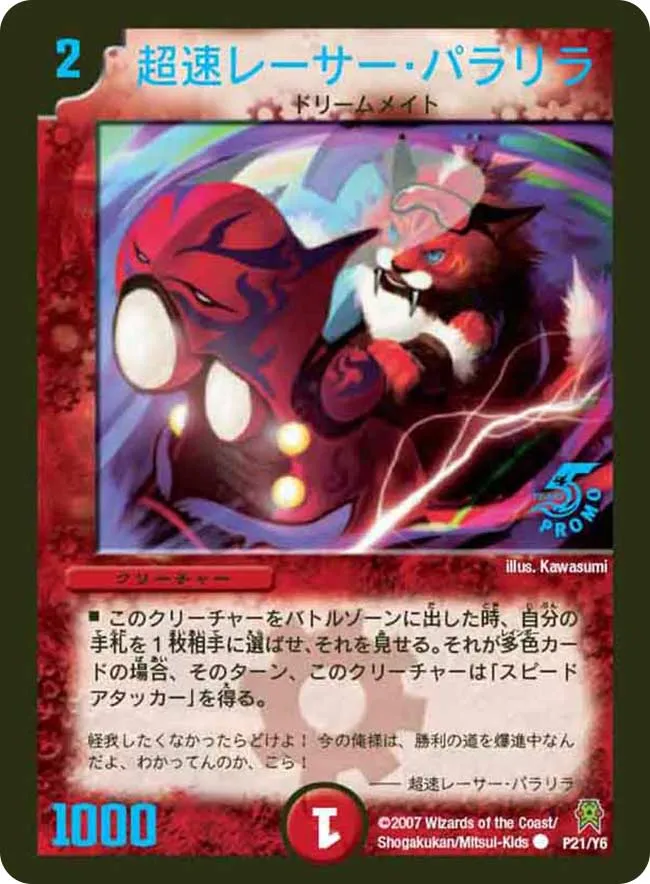 2
超速レーサー・パラリラ
ドリームメイト
5
PROMO
illus. Kawasumi
クリーチャー
■ このクリーチャーをバトルゾーンに出した時、自分の
手札を1枚相手に選ばせ、それを見せる。それが多色カー
ドの場合、そのターン、このクリーチャーは「スピード
アタッカー」を得る。
怪我したくなかったらどけよ! 今の俺様は、勝利の道を爆進中なん
だよ、わかってんのか、こら!
── 超速レーサー・パラリラ
1000
1
©2007 Wizards of the Coast/
Shogakukan/Mitsui-Kids
P21/Y6